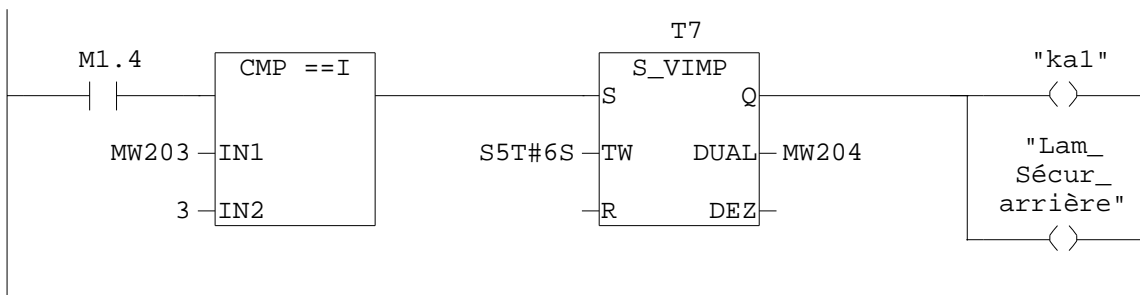 T7
M1.4
CMP ==I
S_VIMP
"ka1"
S
Q
MW203
IN1
S5T#6S
TW
DUAL
MW204
"Lam_
Sécur_
arrière"
3
IN2
R
DEZ